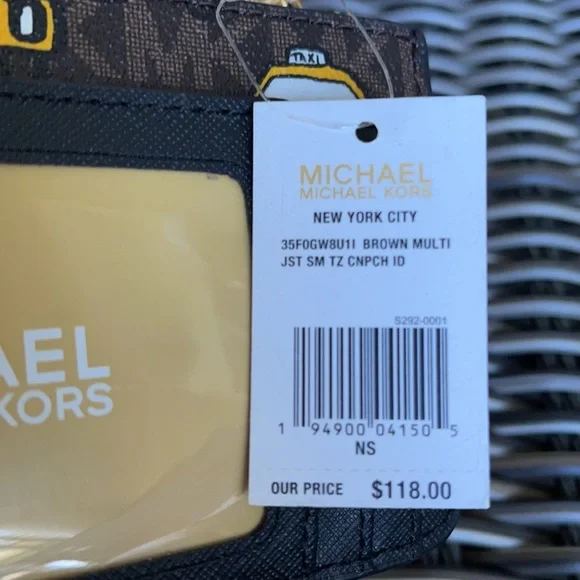 TAXI
MICHAEL
MICHAEL KORS
NEW YORK CITY
35F0GW8U1I BROWN MULTI
JST SM TZ CNPCH ID
S292-0001
1 94900 04150 5
NS
OUR PRICE $118.00
AEL
KORS